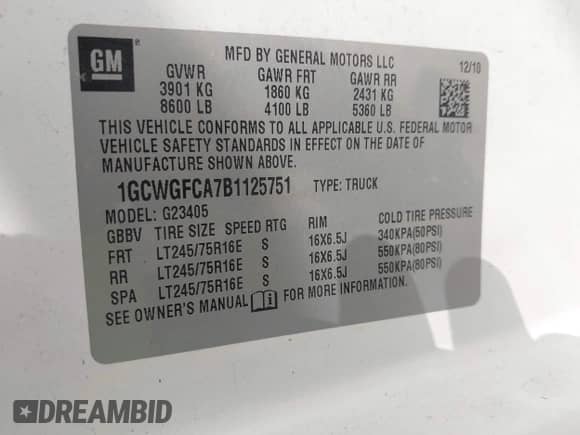 GM ®
MFD BY GENERAL MOTORS LLC 12/10
GVWR GAWR FRT GAWR RR
3901 KG 1860 KG 2431 KG
8600 LB 4100 LB 5360 LB
THIS VEHICLE CONFORMS TO ALL APPLICABLE U.S. FEDERAL MOTOR
VEHICLE SAFETY STANDARDS IN EFFECT ON THE DATE OF
MANUFACTURE SHOWN ABOVE.
1GCWGFCA7B1125751 TYPE: TRUCK
MODEL: G23405
GBBV TIRE SIZE SPEED RTG RIM COLD TIRE PRESSURE
FRT LT245/75R16E S 16X6.5J 340KPA(50PSI)
RR LT245/75R16E S 16X6.5J 550KPA(80PSI)
SPA LT245/75R16E S 16X6.5J 550KPA(80PSI)
SEE OWNER'S MANUAL FOR MORE INFORMATION.
DREAMBID